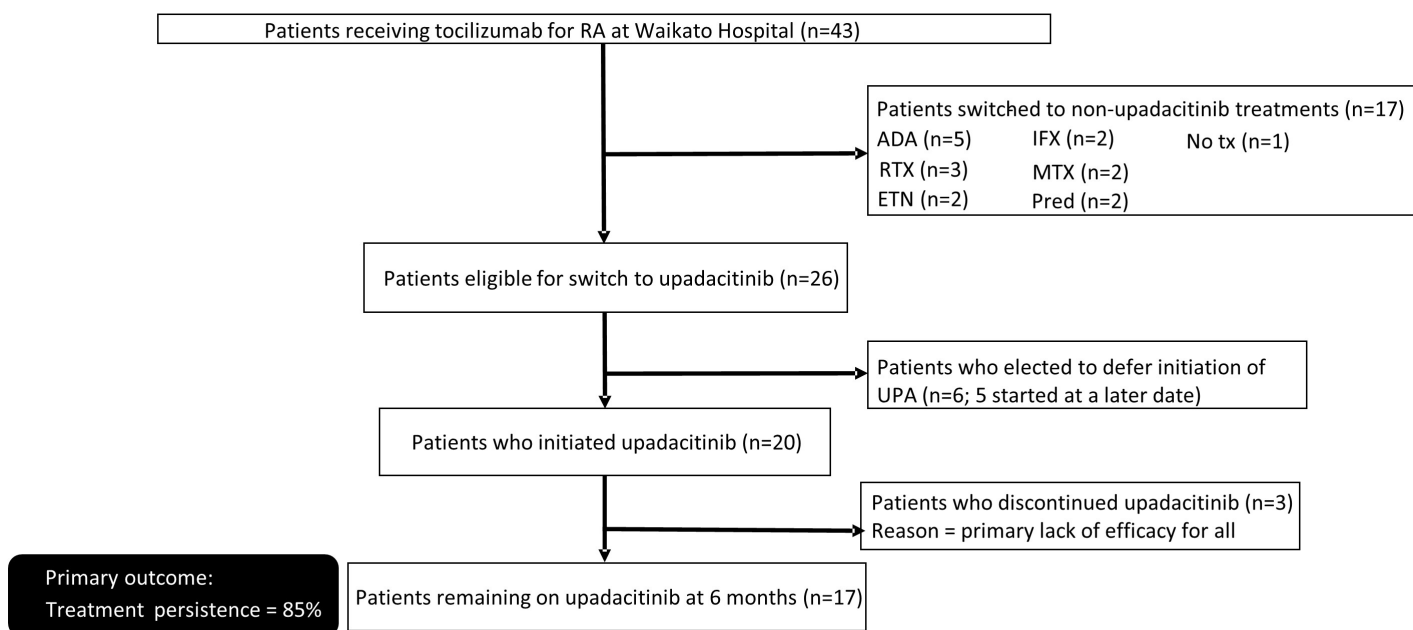 Patients receiving tocilizumab for RA at Waikato Hospital (n=43)
Patients switched to non-upadacitinib treatments (n=17)
ADA (n=5) IFX (n=2) No tx (n=1)
RTX (n=3) MTX (n=2)
ETN (n=2) Pred (n=2)
Patients eligible for switch to upadacitinib (n=26)
Patients who elected to defer initiation of
UPA (n=6; 5 started at a later date)
Patients who initiated upadacitinib (n=20)
Patients who discontinued upadacitinib (n=3)
Reason = primary lack of efficacy for all
Primary outcome:
Treatment persistence = 85%
Patients remaining on upadacitinib at 6 months (n=17)